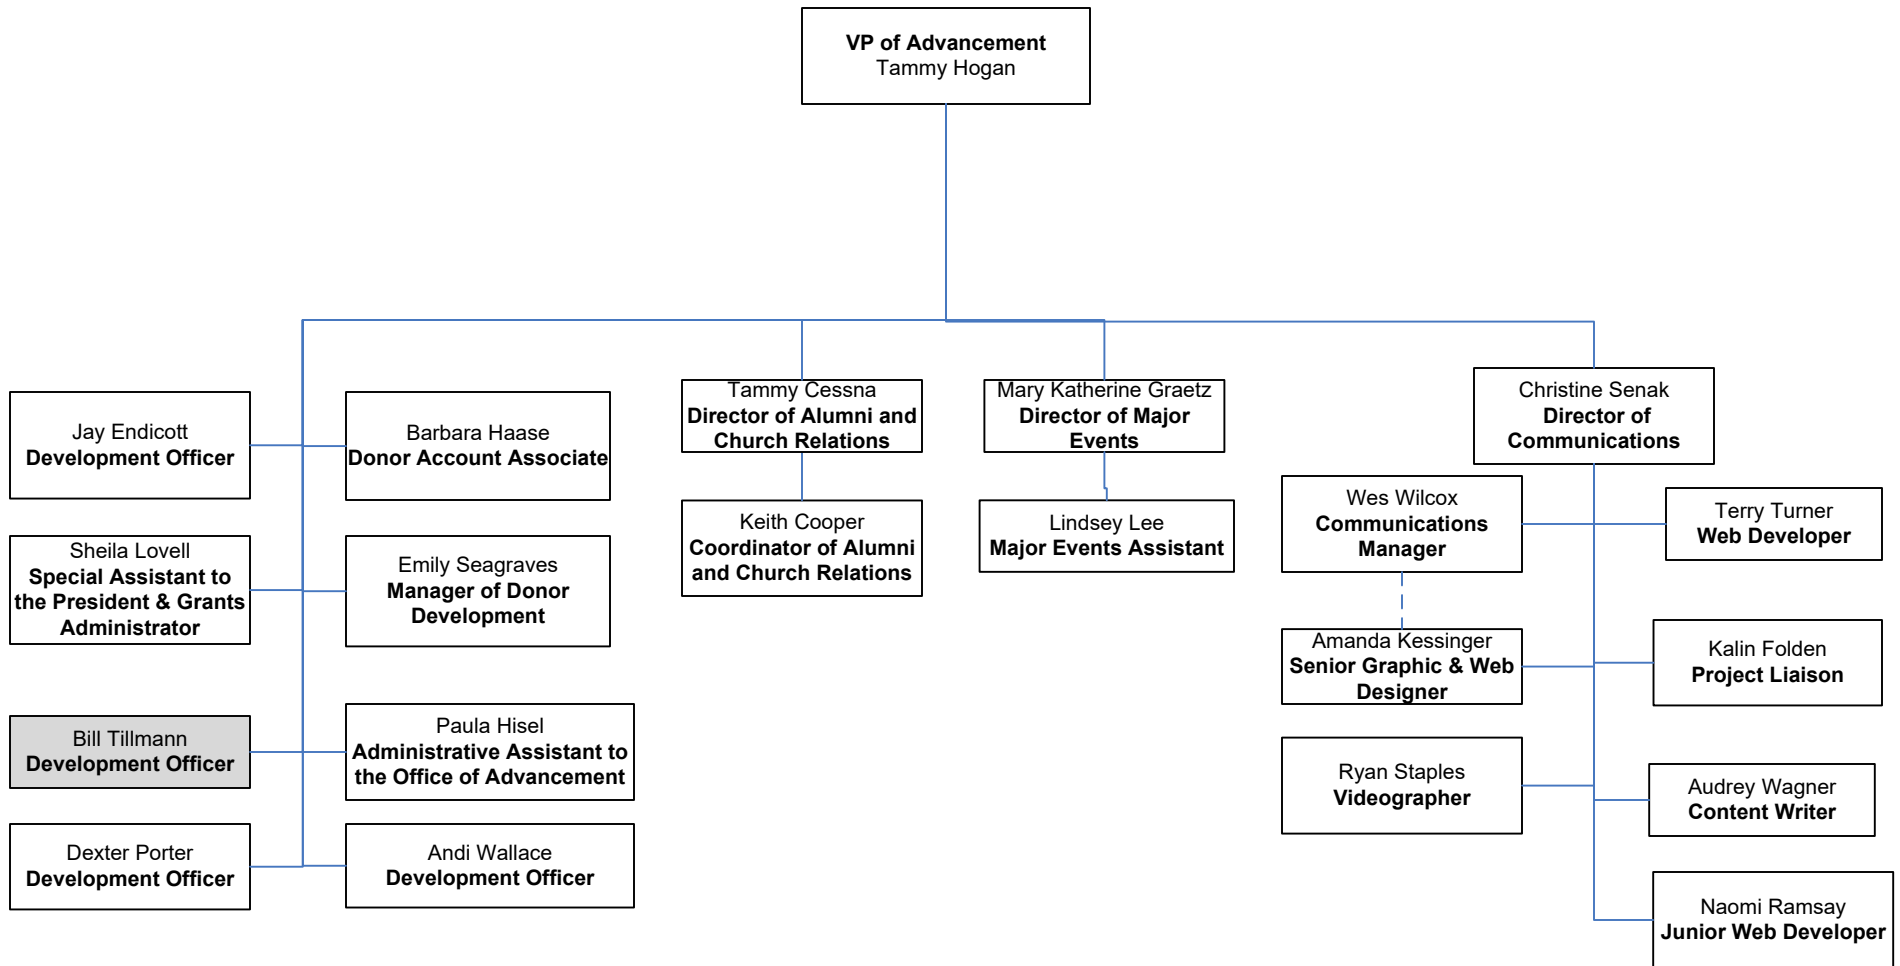 VP of Advancement
Tammy Hogan
Jay Endicott
Development Officer
Barbara Haase
Donor Account Associate
Sheila Lovell
Special Assistant to
the President & Grants
Administrator
Emily Seagraves
Manager of Donor
Development
Bill Tillmann
Development Officer
Paula Hisel
Administrative Assistant to
the Office of Advancement
Dexter Porter
Development Officer
Andi Wallace
Development Officer
Tammy Cessna
Director of Alumni and
Church Relations
Keith Cooper
Coordinator of Alumni
and Church Relations
Mary Katherine Graetz
Director of Major
Events
Lindsey Lee
Major Events Assistant
Christine Senak
Director of
Communications
Wes Wilcox
Communications
Manager
Terry Turner
Web Developer
Amanda Kessinger
Senior Graphic & Web
Designer
Kalin Folden
Project Liaison
Ryan Staples
Videographer
Audrey Wagner
Content Writer
Naomi Ramsay
Junior Web Developer